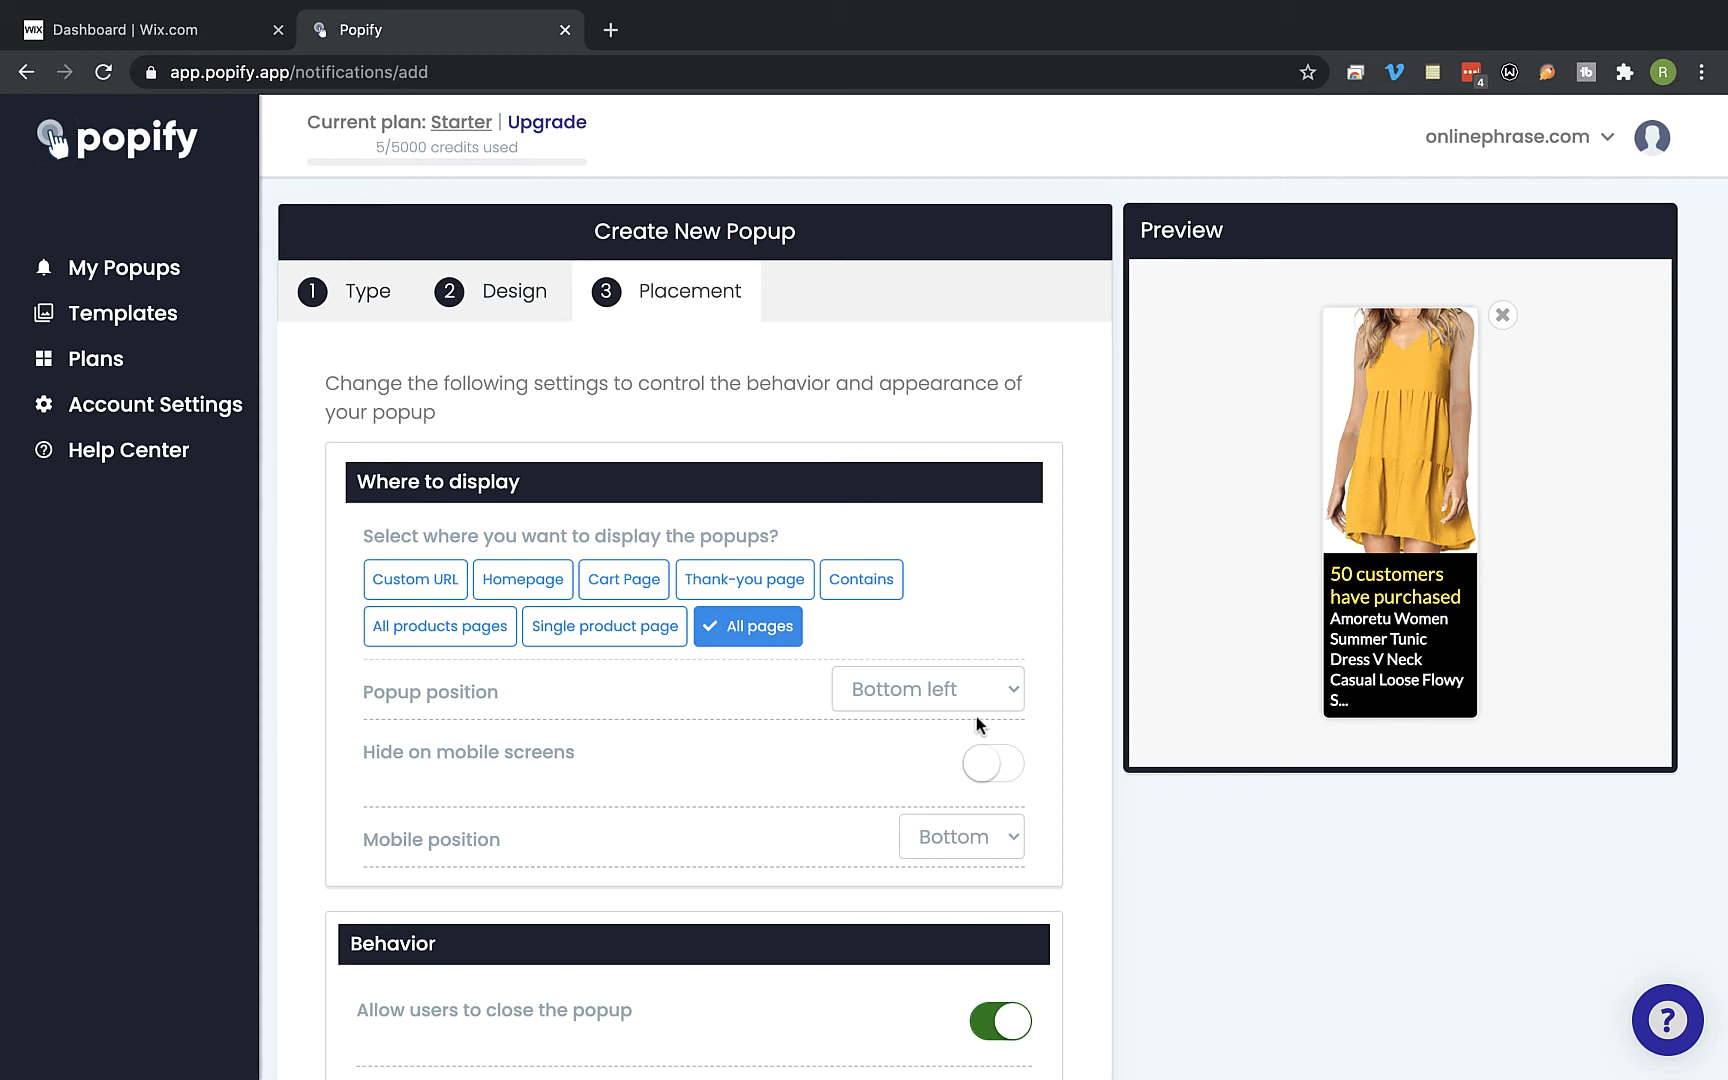 WIX Dashboard | Wix.com
Popify
app.popify.app/notifications/add
4
R
popify
Current plan: Starter | Upgrade
5/5000 credits used
onlinephrase.com
My Popups
Templates
Plans
Account Settings
Help Center
Create New Popup
1 Type 2 Design 3 Placement
Change the following settings to control the behavior and appearance of
your popup
Where to display
Select where you want to display the popups?
Custom URL Homepage Cart Page Thank-you page Contains
All products pages Single product page All pages
Popup position Bottom left
Hide on mobile screens
Mobile position Bottom
Behavior
Allow users to close the popup
Preview
50 customers
have purchased
Amoretu Women
Summer Tunic
Dress V Neck
Casual Loose Flowy
S...
?